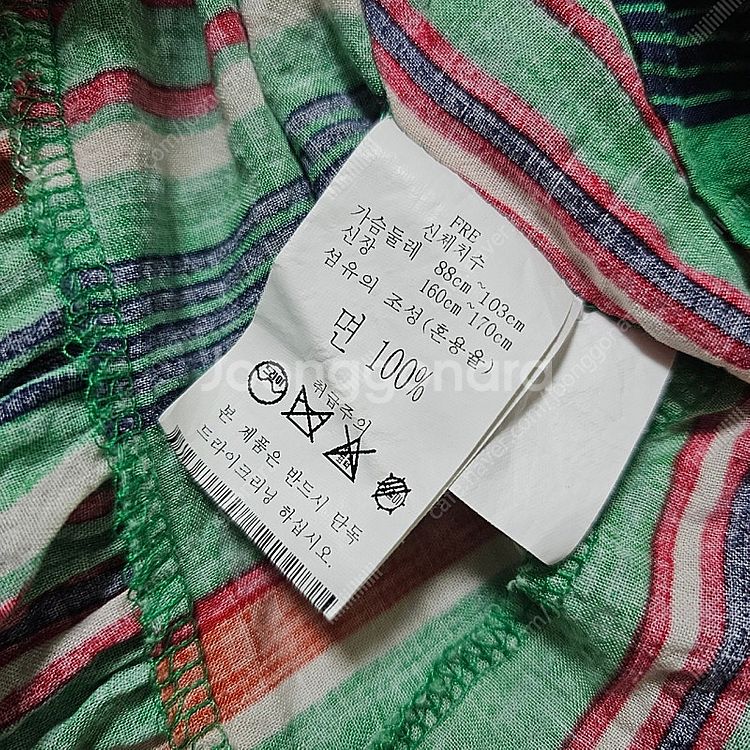 FRE
신체치수
가슴둘레 88cm~103cm
신장 160cm~170cm
섬유의 조성(혼용율)
면 100%
취급주의
본 제품은 반드시 단독
드라이크리닝 하십시오.
Joonggonara